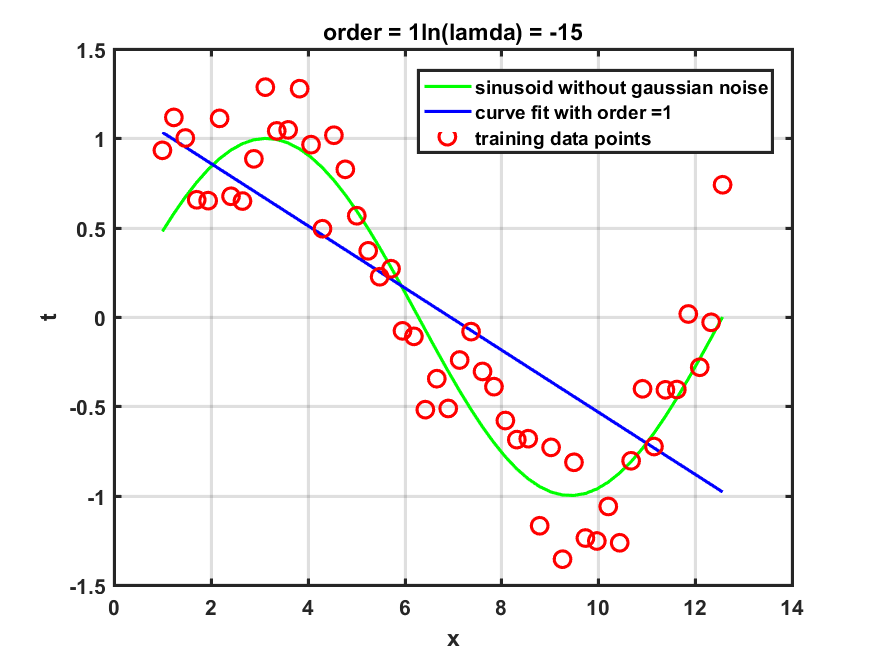 order = 1ln(lamda) = -15
1.5
sinusoid without gaussian noise
curve fit with order =1
training data points
1
0.5
t
0
-0.5
-1
-1.5
0 2 4 6 8 10 12 14
x